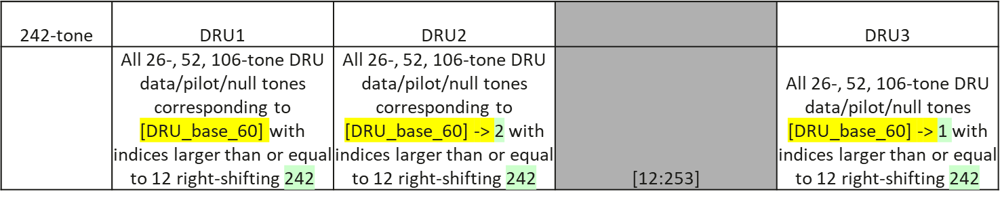 242-tone DRU1 DRU2 DRU3
All 26-, 52, 106-tone DRU
data/pilot/null tones
corresponding to
[DRU_base_60] with
indices larger than or equal
to 12 right-shifting 242
All 26-, 52, 106-tone DRU
data/pilot/null tones
corresponding to
[DRU_base_60] -> 2 with
indices larger than or equal
to 12 right-shifting 242
[12:253]
All 26-, 52, 106-tone DRU
data/pilot/null tones
[DRU_base_60] -> 1 with
indices larger than or equal
to 12 right-shifting 242